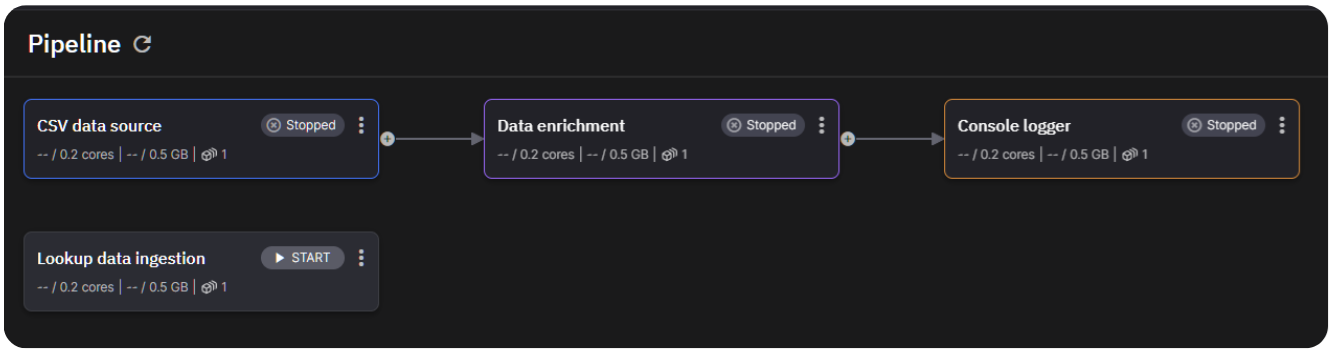 Pipeline
CSV data source Stopped
-- / 0.2 cores | -- / 0.5 GB | 1
Data enrichment Stopped
-- / 0.2 cores | -- / 0.5 GB | 1
Console logger Stopped
-- / 0.2 cores | -- / 0.5 GB | 1
Lookup data ingestion START
-- / 0.2 cores | -- / 0.5 GB | 1